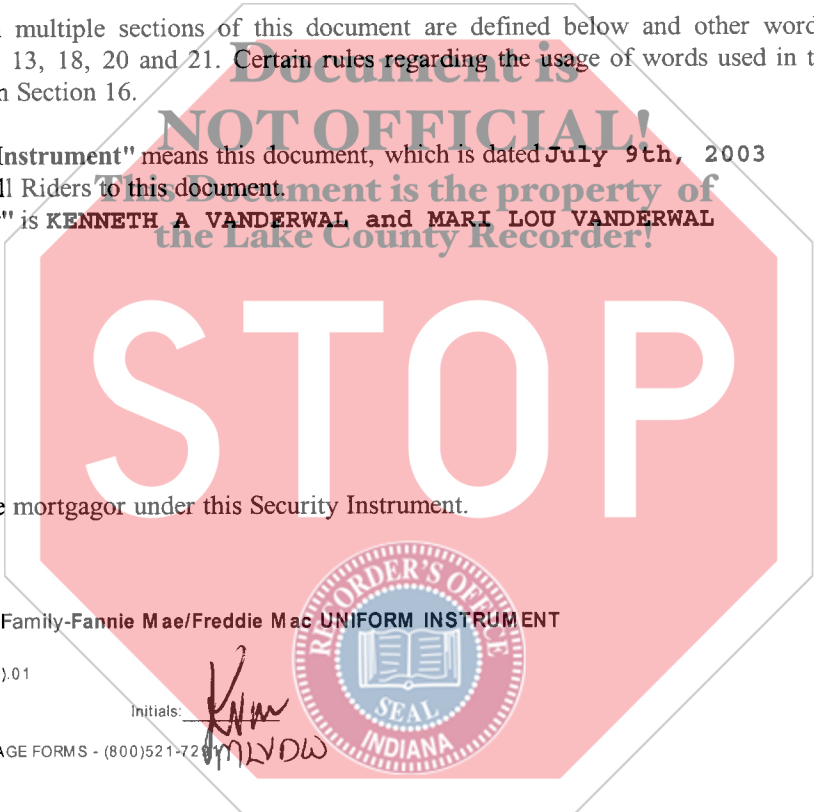 multiple sections of this document are defined below and other word
Document is
13, 18, 20 and 21. Certain rules regarding the usage of words used in t
n Section 16.
NOT OFFICIAL!
Instrument" means this document, which is dated July 9th, 2003
ll Riders to this document.
This Document is the property of
" is KENNETH A VANDERWAL and MARI LOU VANDERWAL
the Lake County Recorder!
STOP
e mortgagor under this Security Instrument.
RECORDER'S OFFICE
Family-Fannie Mae/Freddie Mac UNIFORM INSTRUMENT
).01
Initials:
SEAL
INDIANA
AGE FORMS - (800)521-72
MLVDW